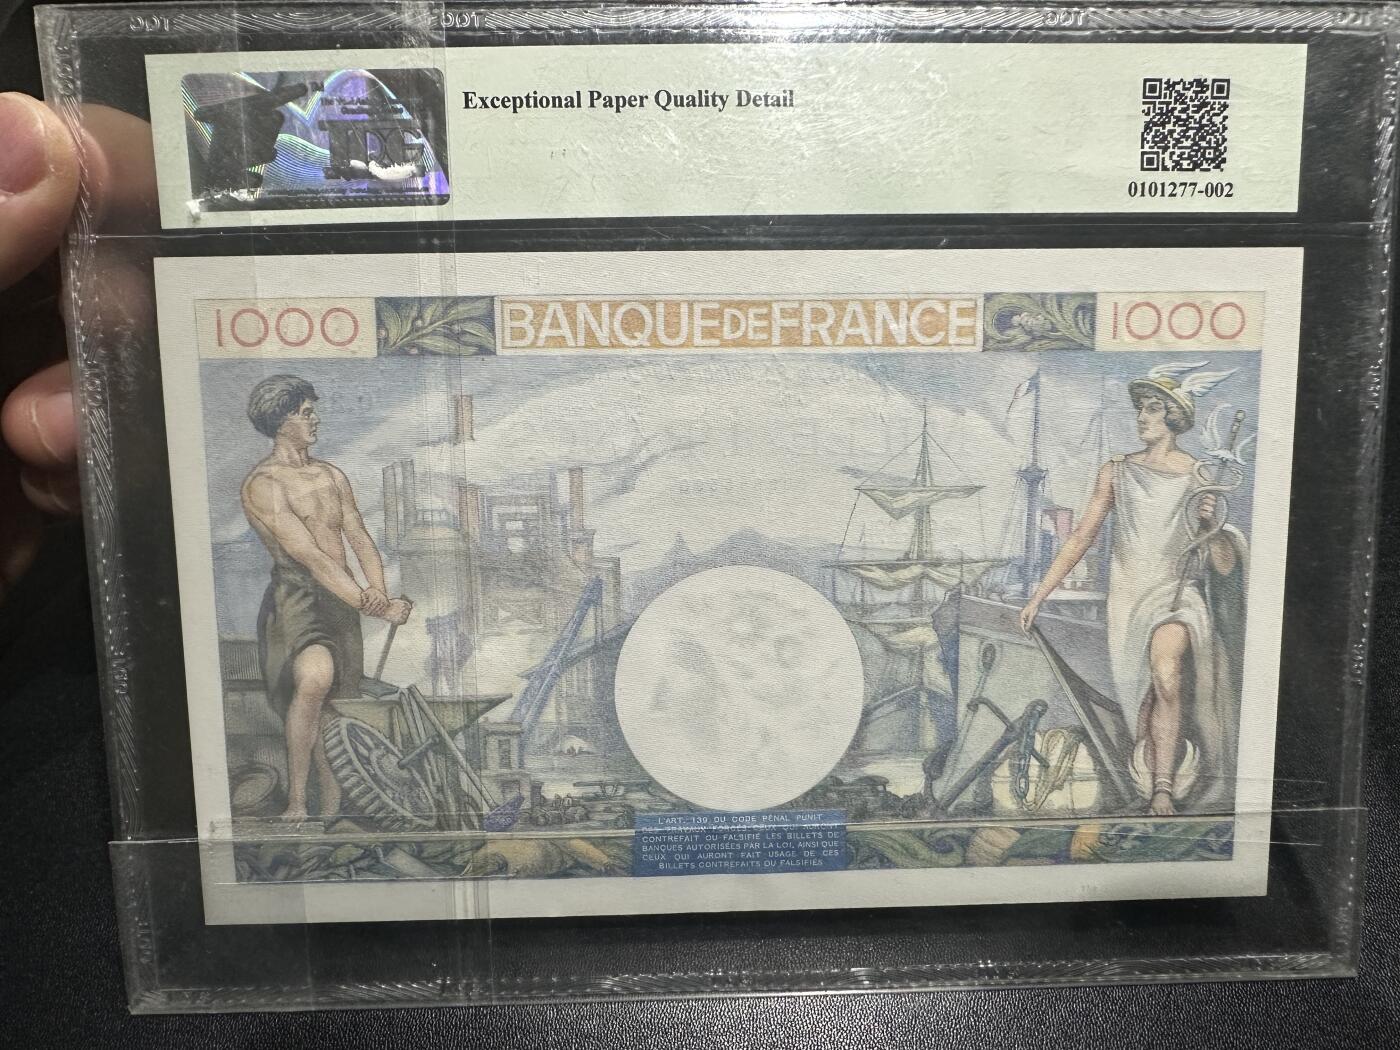 Exceptional Paper Quality Detail
0101277-002
1000
BANQUE DE FRANCE
1000
L'ART. 139 DU CODE PÉNAL PUNIT
DES TRAVAUX FORCÉS CEUX QUI AURONT
CONTREFAIT OU FALSIFIÉ LES BILLETS DE
BANQUES AUTORISÉES PAR LA LOI, AINSI QUE
CEUX QUI AURONT FAIT USAGE DE CES
BILLETS CONTREFAITS OU FALSIFIÉS